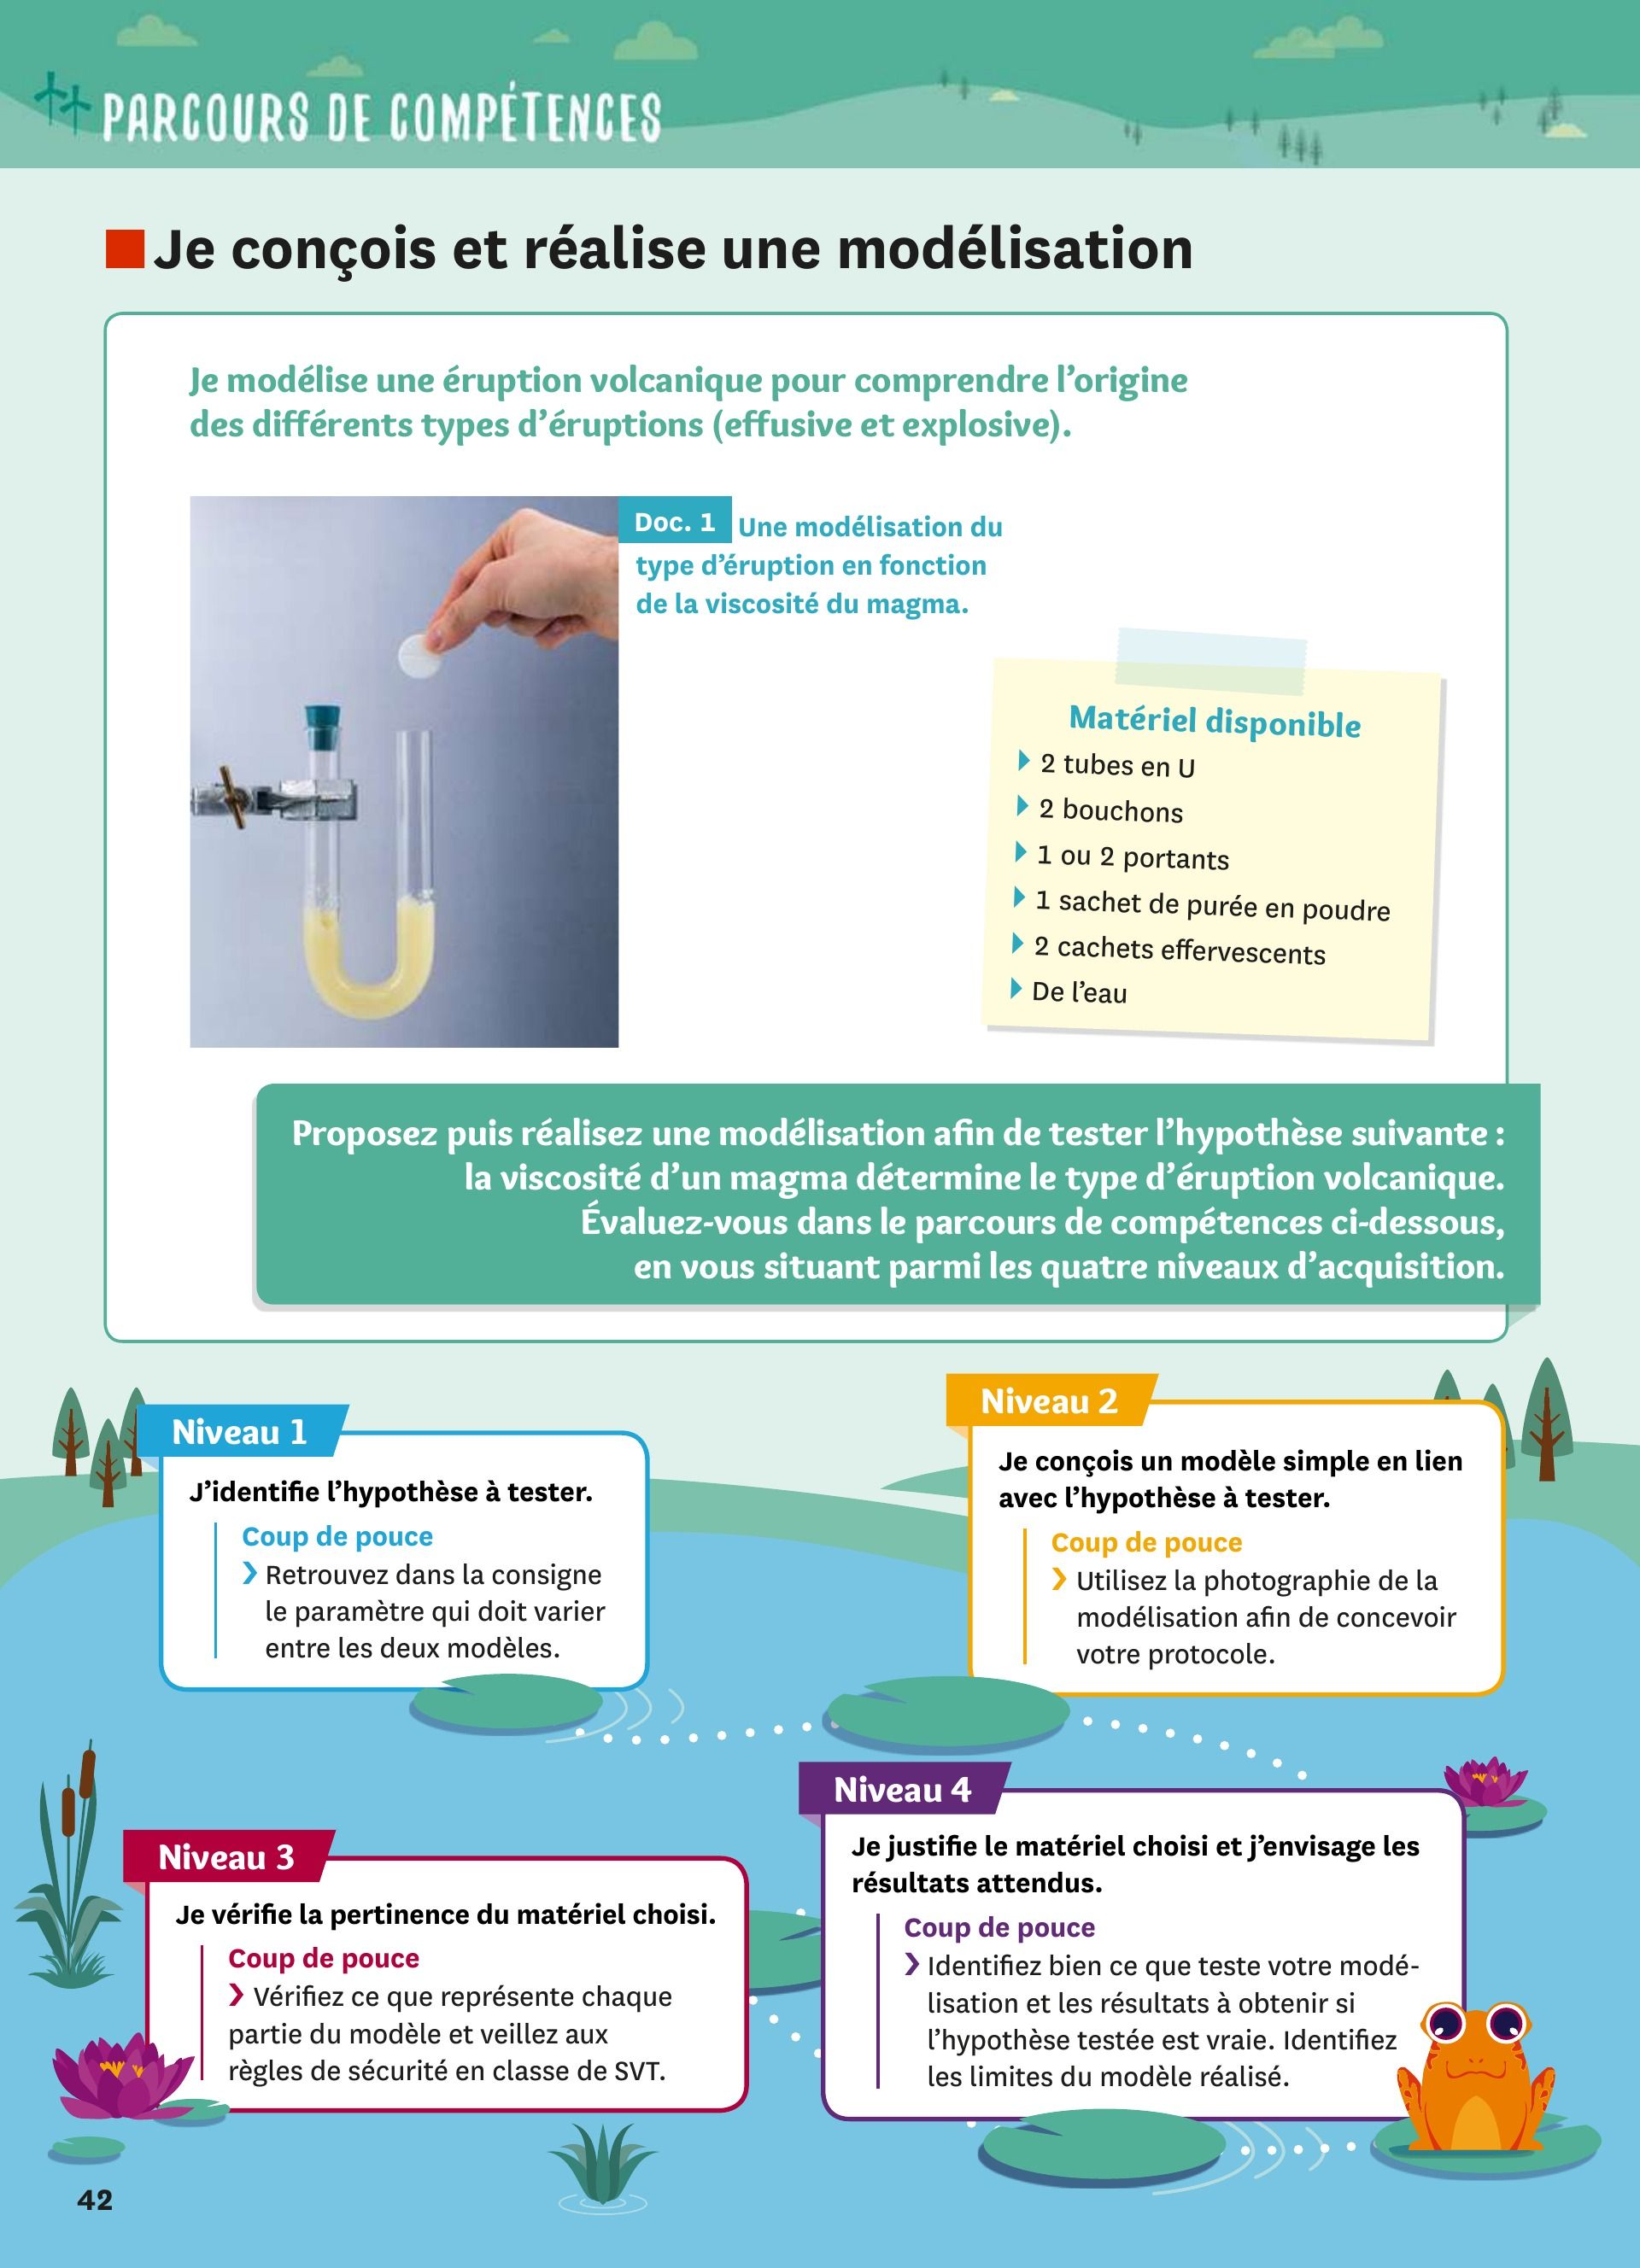 PARCOURS DE COMPÉTENCES
Je conçois et réalise une modélisation
Je modélise une éruption volcanique pour comprendre l'origine
des différents types d'éruptions (effusive et explosive).
Doc. 1 Une modélisation du
type d'éruption en fonction
de la viscosité du magma.
Matériel disponible
2 tubes en U
2 bouchons
1 ou 2 portants
1 sachet de purée en poudre
2 cachets effervescents
De l'eau
Proposez puis réalisez une modélisation afin de tester l'hypothèse suivante :
la viscosité d'un magma détermine le type d'éruption volcanique.
Évaluez-vous dans le parcours de compétences ci-dessous,
en vous situant parmi les quatre niveaux d'acquisition.
Niveau 1
J'identifie l'hypothèse à tester.
Coup de pouce
Retrouvez dans la consigne
le paramètre qui doit varier
entre les deux modèles.
Niveau 2
Je conçois un modèle simple en lien
avec l'hypothèse à tester.
Coup de pouce
Utilisez la photographie de la
modélisation afin de concevoir
votre protocole.
Niveau 3
Je vérifie la pertinence du matériel choisi.
Coup de pouce
Vérifiez ce que représente chaque
partie du modèle et veillez aux
règles de sécurité en classe de SVT.
Niveau 4
Je justifie le matériel choisi et j'envisage les
résultats attendus.
Coup de pouce
Identifiez bien ce que teste votre modé-
lisation et les résultats à obtenir si
l'hypothèse testée est vraie. Identifiez
les limites du modèle réalisé.
42